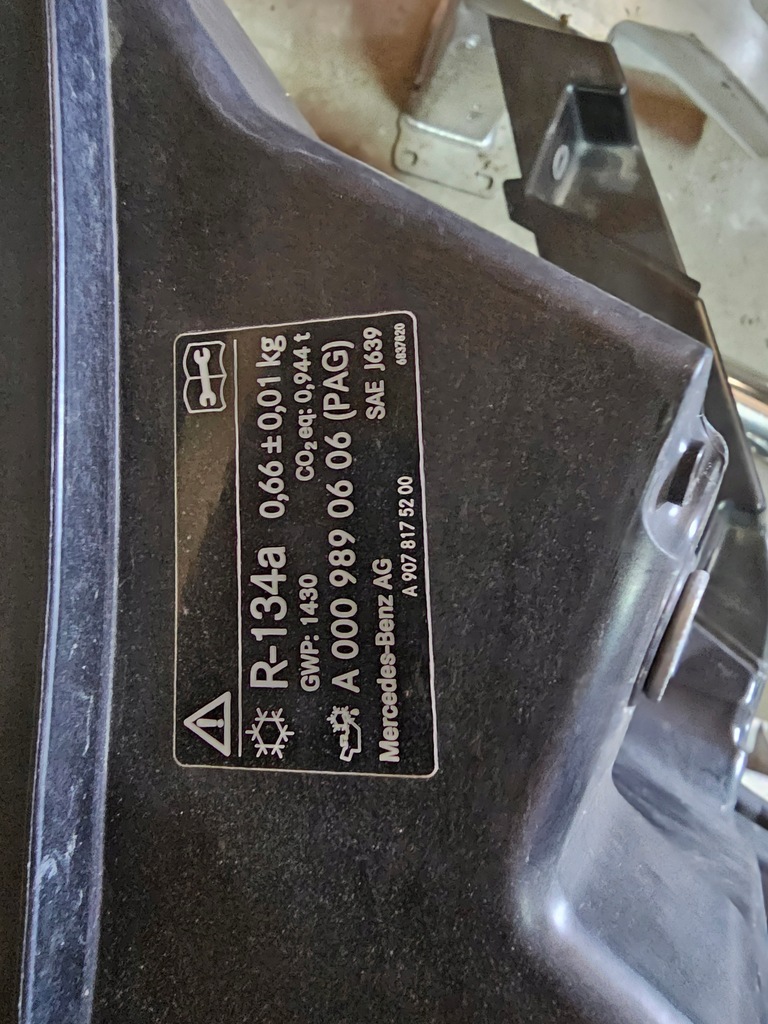 R-134a 0,66 ± 0,01 kg
GWP: 1430 CO₂ eq: 0,944 t
A 000 989 06 06 (PAG)
Mercedes-Benz AG SAE J639
A 907 817 52 00 6837820